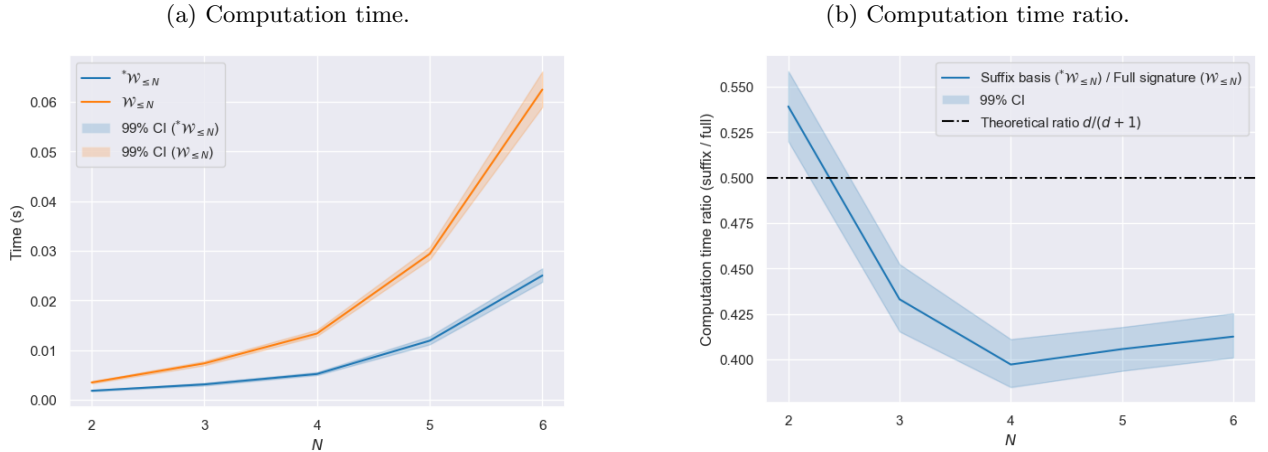 (a) Computation time.
Time (s)
0.06
0.05
0.04
0.03
0.02
0.01
0.00
*𝒲≤N
𝒲≤N
99% CI (*𝒲≤N)
99% CI (𝒲≤N)
2 3 4 5 6
N
(b) Computation time ratio.
Computation time ratio (suffix / full)
0.550
0.525
0.500
0.475
0.450
0.425
0.400
Suffix basis (*𝒲≤N) / Full signature (𝒲≤N)
99% CI
Theoretical ratio d/(d + 1)
2 3 4 5 6
N